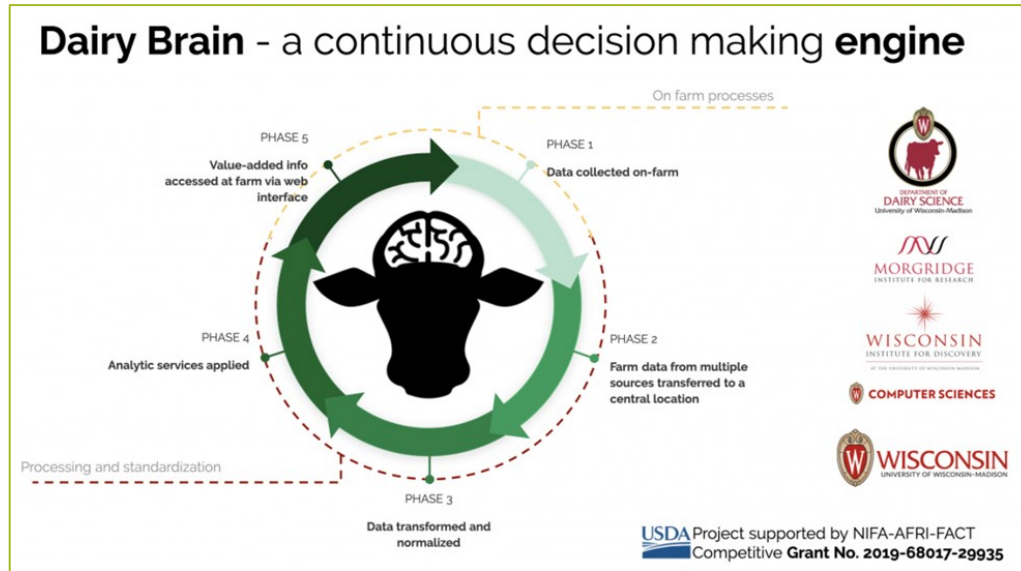 Dairy Brain - a continuous decision making engine
On farm processes
PHASE 1
Data collected on-farm
PHASE 2
Farm data from multiple
sources transferred to a
central location
PHASE 3
Data transformed and
normalized
PHASE 4
Analytic services applied
PHASE 5
Value-added info
accessed at farm via web
interface
Processing and standardization
W
DEPARTMENT OF
DAIRY SCIENCE
University of Wisconsin-Madison
MORGRIDGE
INSTITUTE FOR RESEARCH
WISCONSIN
INSTITUTE FOR DISCOVERY
AT THE UNIVERSITY OF WISCONSIN-MADISON
W COMPUTER SCIENCES
W WISCONSIN
UNIVERSITY OF WISCONSIN-MADISON
USDA Project supported by NIFA-AFRI-FACT
Competitive Grant No. 2019-68017-29935